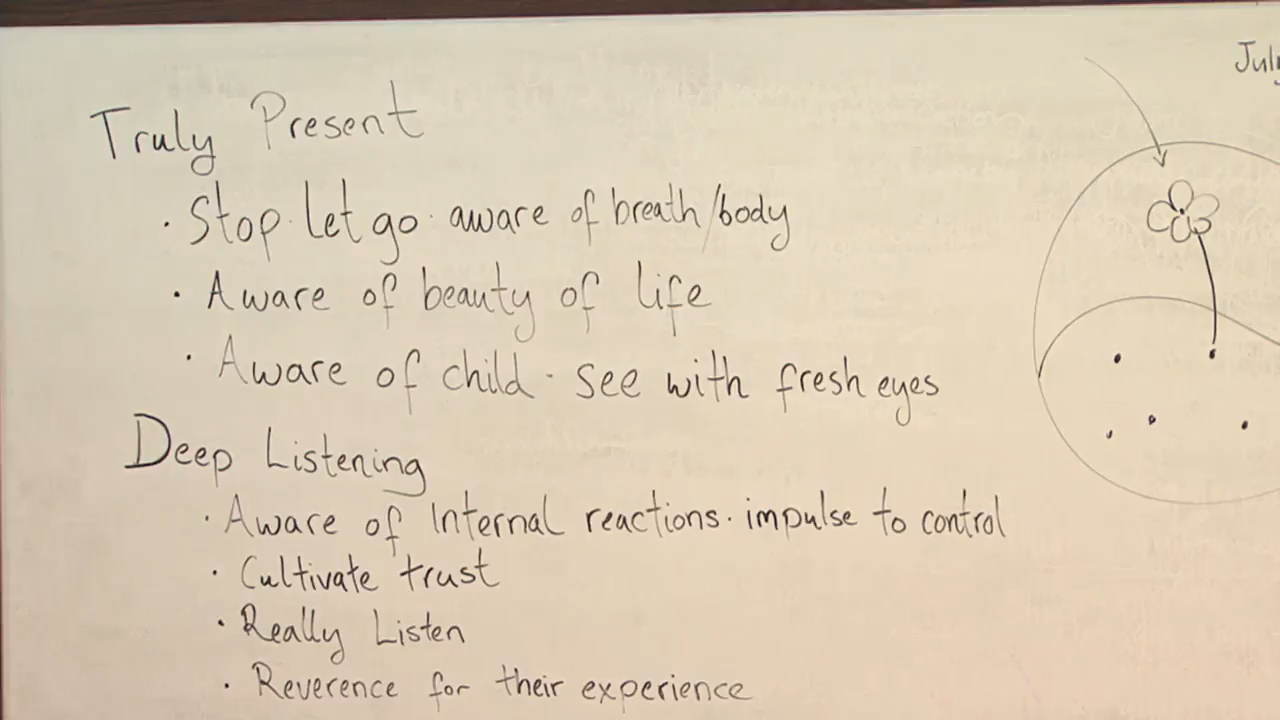 July
Truly Present
· Stop · let go · aware of breath/body
· Aware of beauty of life
· Aware of child · see with fresh eyes
Deep Listening
· Aware of Internal reactions · impulse to control
· Cultivate trust
· Really Listen
· Reverence for their experience